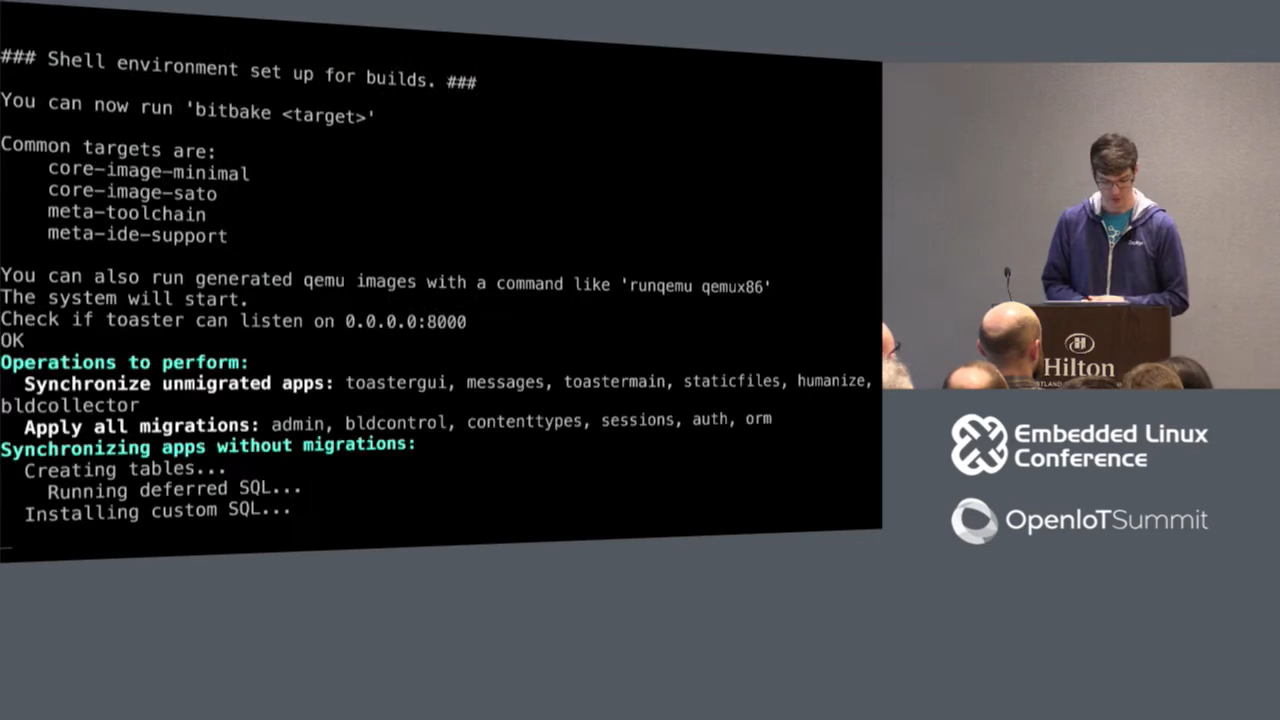 ### Shell environment set up for builds. ###
You can now run 'bitbake <target>'
Common targets are:
core-image-minimal
core-image-sato
meta-toolchain
meta-ide-support
You can also run generated qemu images with a command like 'runqemu qemux86'
The system will start.
Check if toaster can listen on 0.0.0.0:8000
OK
Operations to perform:
Synchronize unmigrated apps: toastergui, messages, toastermain, staticfiles, humanize,
bldcollector
Apply all migrations: admin, bldcontrol, contenttypes, sessions, auth, orm
Synchronizing apps without migrations:
Creating tables...
Running deferred SQL...
Installing custom SQL...
Hilton
Embedded Linux
Conference
OpenIoTSummit